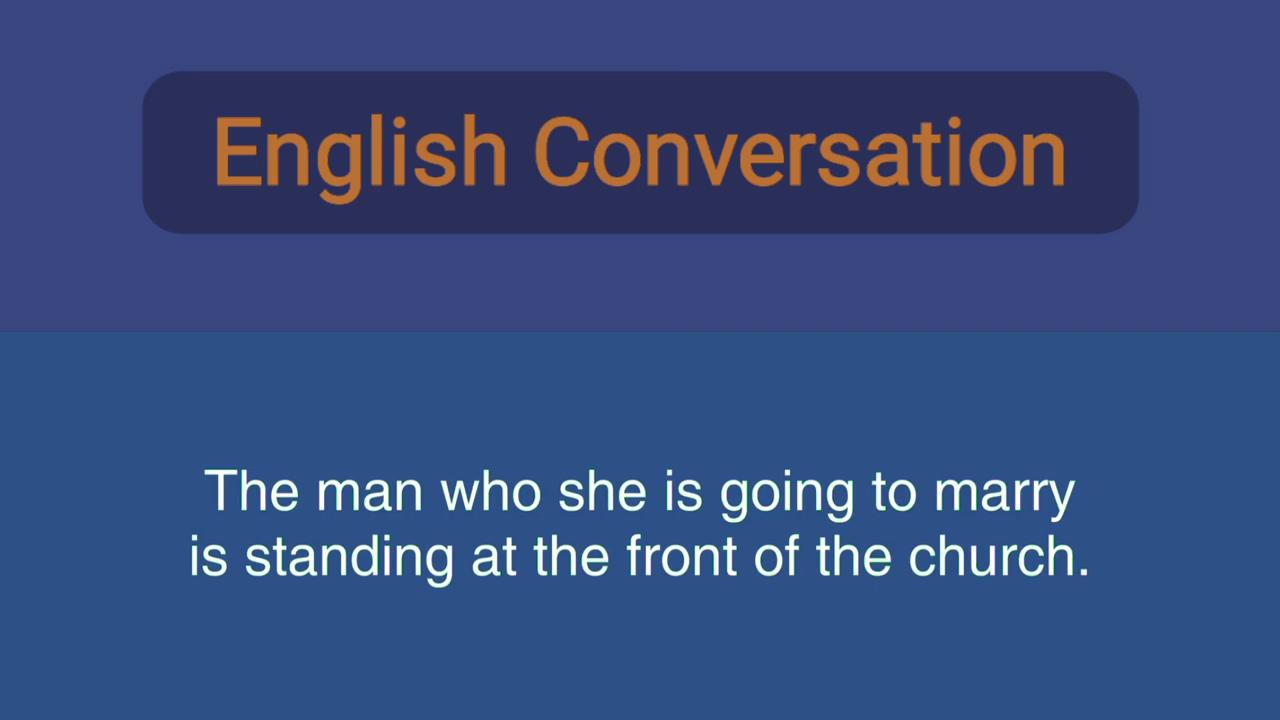 English Conversation
The man who she is going to marry
is standing at the front of the church.